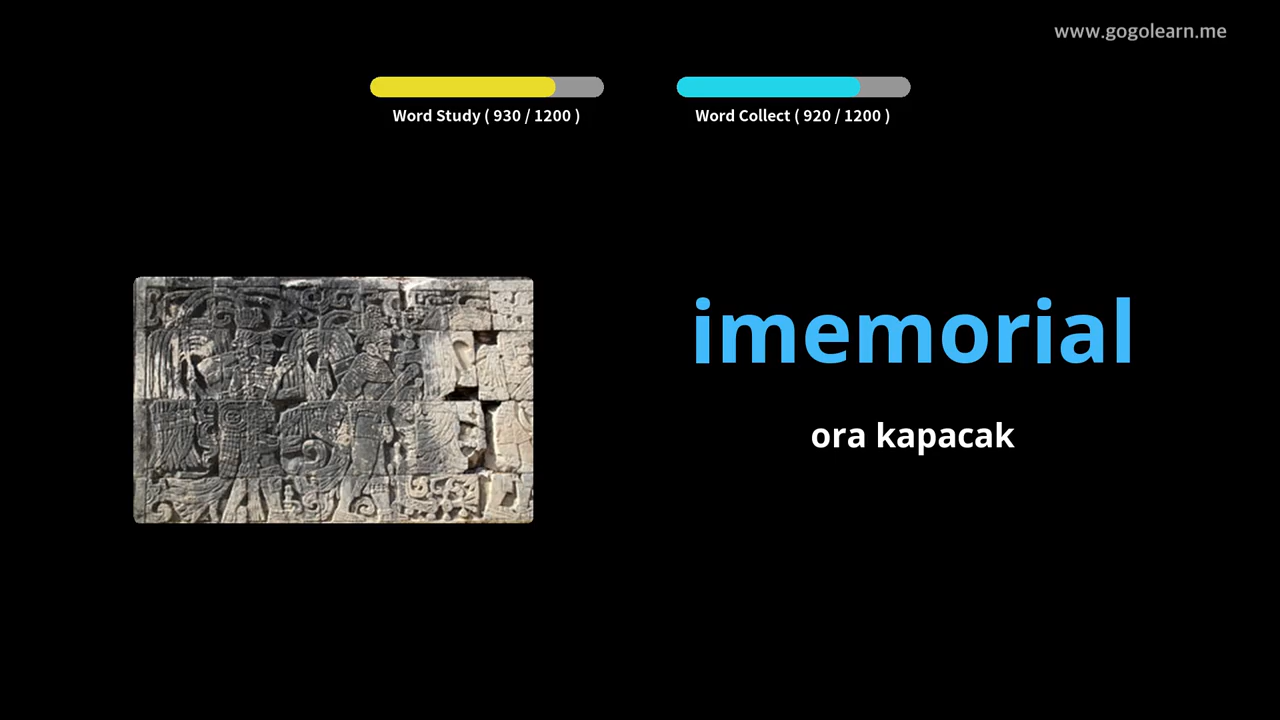 www.gogolearn.me
Word Study ( 930 / 1200 )
Word Collect ( 920 / 1200 )
imemorial
ora kapacak